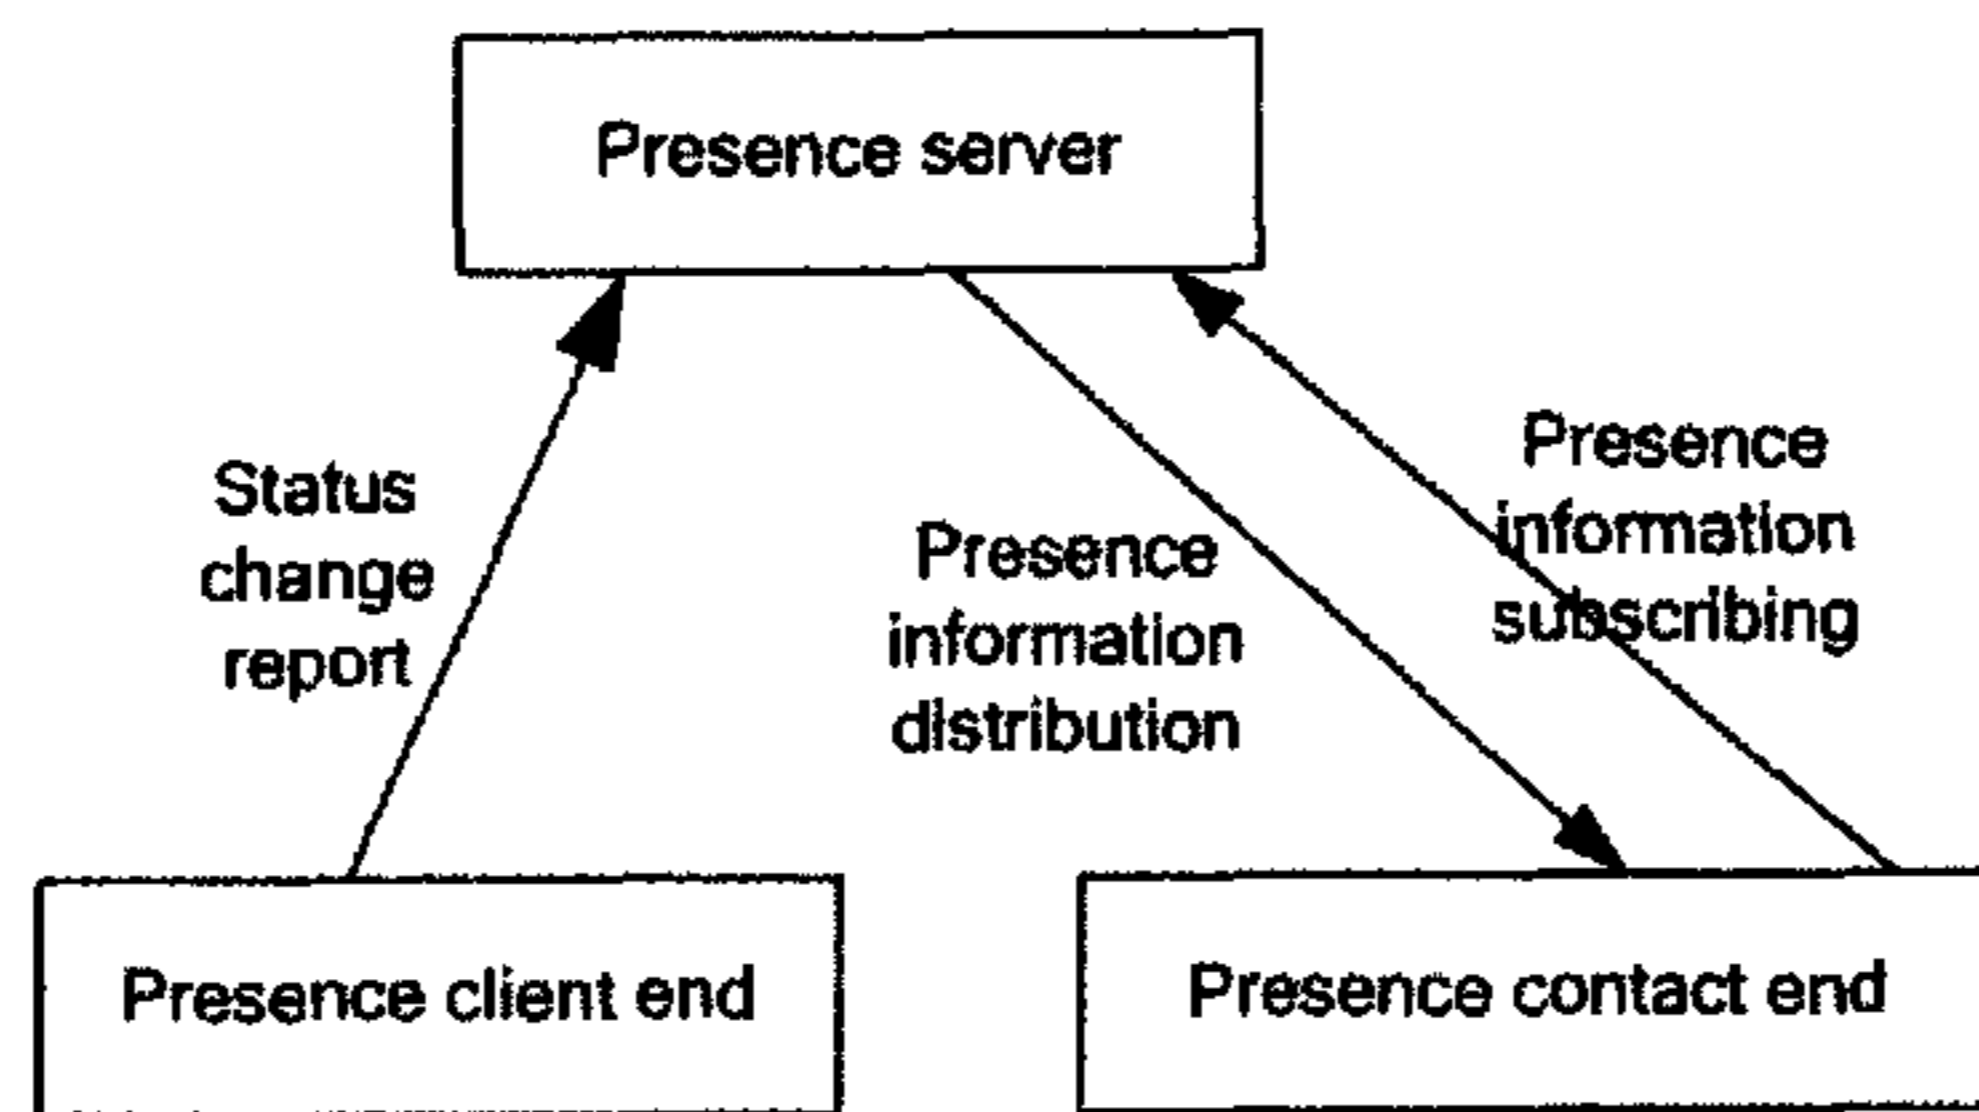 Presence server
Status
change
report
Presence
information
distribution
Presence
information
subscribing
Presence client end
Presence contact end